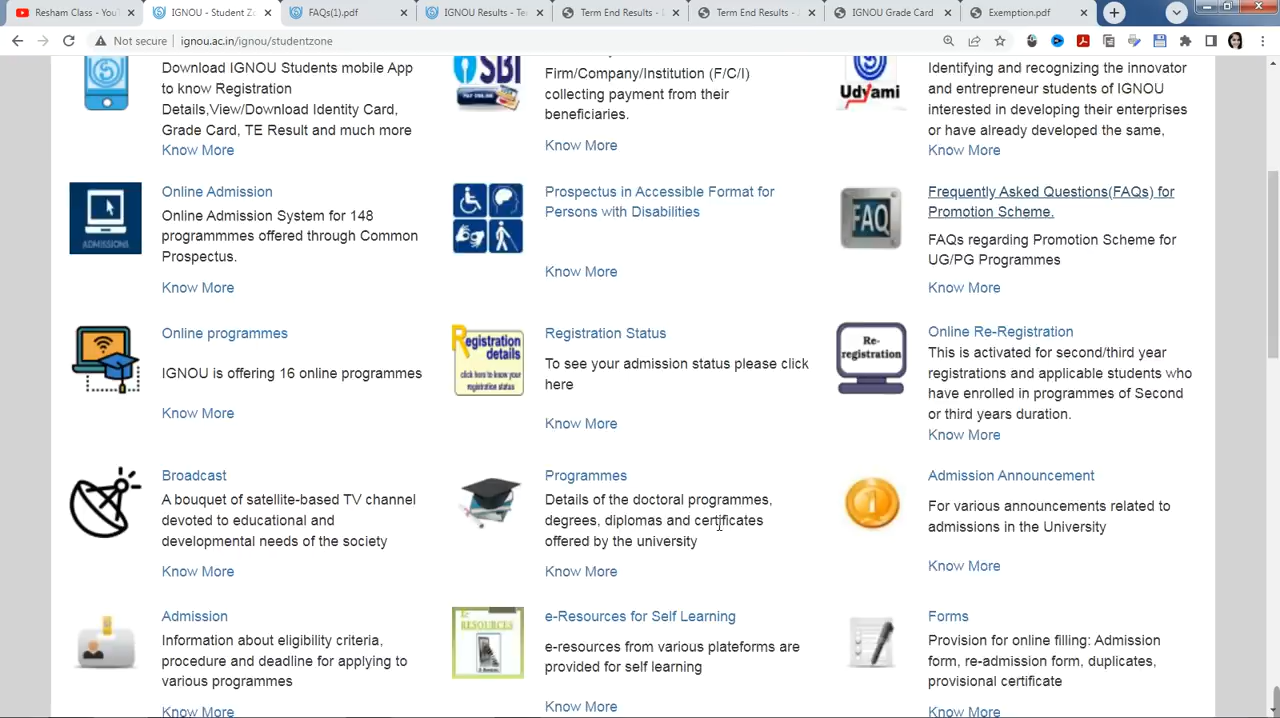 Resham Class - You
IGNOU - Student Z
FAQs(1).pdf
IGNOU Results - Te
Term End Results -
Term End Results -
IGNOU Grade Card
Exemption.pdf
Not secure
ignou.ac.in/ignou/studentzone
Download IGNOU Students mobile App
to know Registration
Details,View/Download Identity Card,
Grade Card, TE Result and much more
Know More
SBI
Firm/Company/Institution (F/C/I)
collecting payment from their
beneficiaries.
Know More
Udyami
Identifying and recognizing the innovator
and entrepreneur students of IGNOU
interested in developing their enterprises
or have already developed the same,
Know More
ADMISSIONS
Online Admission
Online Admission System for 148
programmmes offered through Common
Prospectus.
Know More
Prospectus in Accessible Format for
Persons with Disabilities
Know More
FAQ
Frequently Asked Questions(FAQs) for
Promotion Scheme.
FAQs regarding Promotion Scheme for
UG/PG Programmes
Know More
Online programmes
IGNOU is offering 16 online programmes
Know More
Registration
details
click here to know your
registration status
Registration Status
To see your admission status please click
here
Know More
Re-
registration
Online Re-Registration
This is activated for second/third year
registrations and applicable students who
have enrolled in programmes of Second
or third years duration.
Know More
Broadcast
A bouquet of satellite-based TV channel
devoted to educational and
developmental needs of the society
Know More
Programmes
Details of the doctoral programmes,
degrees, diplomas and certificates
offered by the university
Know More
1
Admission Announcement
For various announcements related to
admissions in the University
Know More
Admission
Information about eligibility criteria,
procedure and deadline for applying to
various programmes
Know More
RESOURCES
e-Resources for Self Learning
e-resources from various plateforms are
provided for self learning
Know More
Forms
Provision for online filling: Admission
form, re-admission form, duplicates,
provisional certificate
Know More